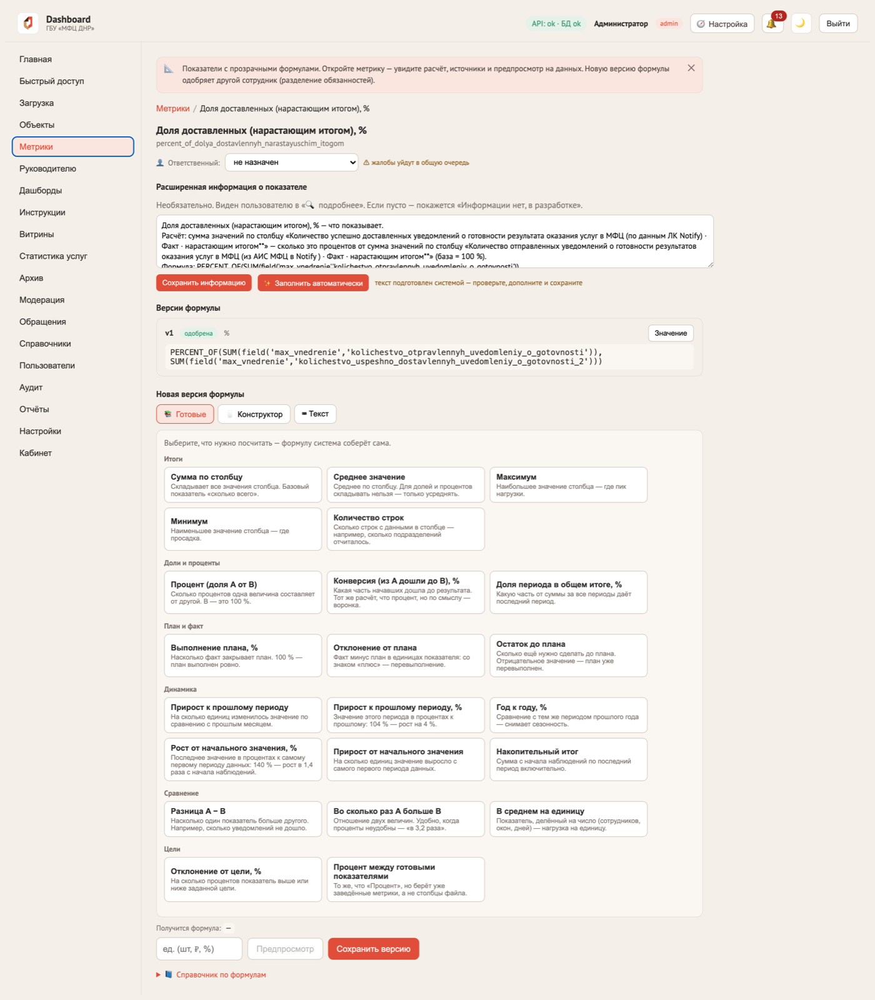 Dashboard
ГБУ «МФЦ ДНР»
API: ok · БД ok
Администратор
admin
Настройка
13
Выйти
Главная
Быстрый доступ
Загрузка
Объекты
Метрики
Руководителю
Дашборды
Инструкции
Витрины
Статистика услуг
Архив
Модерация
Обращения
Справочники
Пользователи
Аудит
Отчёты
Настройки
Кабинет
Показатели с прозрачными формулами. Откройте метрику — увидите расчёт, источники и предпросмотр на данных. Новую версию формулы
одобряет другой сотрудник (разделение обязанностей).
Метрики / Доля доставленных (нарастающим итогом), %
Доля доставленных (нарастающим итогом), %
percent_of_dolya_dostavlennyh_narastayuschim_itogom
Ответственный: не назначен ⚠ жалобы уйдут в общую очередь
Расширенная информация о показателе
Необязательно. Виден пользователю в «🔍 подробнее». Если пусто — покажется «Информации нет, в разработке».
Доля доставленных (нарастающим итогом), % — что показывает.
Расчёт: сумма значений по столбцу «Количество успешно доставленных уведомлений о готовности результата оказания услуг в МФЦ (по данным ЛК Notify) ·
Факт · нарастающим итогом**» — сколько это процентов от сумма значений по столбцу «Количество отправленных уведомлений о готовности результатов
оказания услуг в МФЦ (из АИС МФЦ в Notify ) · Факт · нарастающим итогом**» (база = 100 %).
Формула: PERCENT_OF(SUM(field('max_vnedrenie','kolichestvo_otpravlennyh_uvedomleniy_o_gotovnosti')),
Сохранить информацию
✨ Заполнить автоматически
текст подготовлен системой — проверьте, дополните и сохраните
Версии формулы
v1 одобрена %
Значение
PERCENT_OF(SUM(field('max_vnedrenie','kolichestvo_otpravlennyh_uvedomleniy_o_gotovnosti')),
SUM(field('max_vnedrenie','kolichestvo_uspeshno_dostavlennyh_uvedomleniy_o_gotovnosti_2')))
Новая версия формулы
Готовые
Конструктор
Текст
Выберите, что нужно посчитать — формулу система соберёт сама.
Итоги
Сумма по столбцу
Складывает все значения столбца. Базовый
показатель «сколько всего».
Среднее значение
Среднее по столбцу. Для долей и процентов
складывать нельзя — только усреднять.
Максимум
Наибольшее значение столбца — где пик
нагрузки.
Минимум
Наименьшее значение столбца — где
просадка.
Количество строк
Сколько строк с данными в столбце —
например, сколько подразделений
отчиталось.
Доли и проценты
Процент (доля A от B)
Сколько процентов одна величина составляет
от другой. B — это 100 %.
Конверсия (из A дошли до B), %
Какая часть начавших дошла до результата.
Тот же расчёт, что процент, но по смыслу —
воронка.
Доля периода в общем итоге, %
Какую часть от суммы за все периоды даёт
последний период.
План и факт
Выполнение плана, %
Насколько факт закрывает план. 100 % —
план выполнен ровно.
Отклонение от плана
Факт минус план в единицах показателя: со
знаком «плюс» — перевыполнение.
Остаток до плана
Сколько ещё нужно сделать до плана.
Отрицательное значение — план уже
перевыполнен.
Динамика
Прирост к прошлому периоду
На сколько единиц изменилось значение по
сравнению с прошлым месяцем.
Прирост к прошлому периоду, %
Значение этого периода в процентах к
прошлому: 104 % — рост на 4 %.
Год к году, %
Сравнение с тем же периодом прошлого года
— снимает сезонность.
Рост от начального значения, %
Последнее значение в процентах к самому
первому периоду данных: 140 % — рост в 1,4
раза с начала наблюдений.
Прирост от начального значения
На сколько единиц значение выросло с
самого первого периода данных.
Накопительный итог
Сумма с начала наблюдений по последний
период включительно.
Сравнение
Разница A − B
Насколько один показатель больше другого.
Например, сколько уведомлений не дошло.
Во сколько раз A больше B
Отношение двух величин. Удобно, когда
проценты неудобны — «в 3,2 раза».
В среднем на единицу
Показатель, делённый на число (сотрудников,
окон, дней) — нагрузка на единицу.
Цели
Отклонение от цели, %
На сколько процентов показатель выше или
ниже заданной цели.
Процент между готовыми
показателями
То же, что «Процент», но берёт уже
заведённые метрики, а не столбцы файла.
Получится формула: —
ед. (шт, ₽, %)
Предпросмотр
Сохранить версию
Справочник по формулам